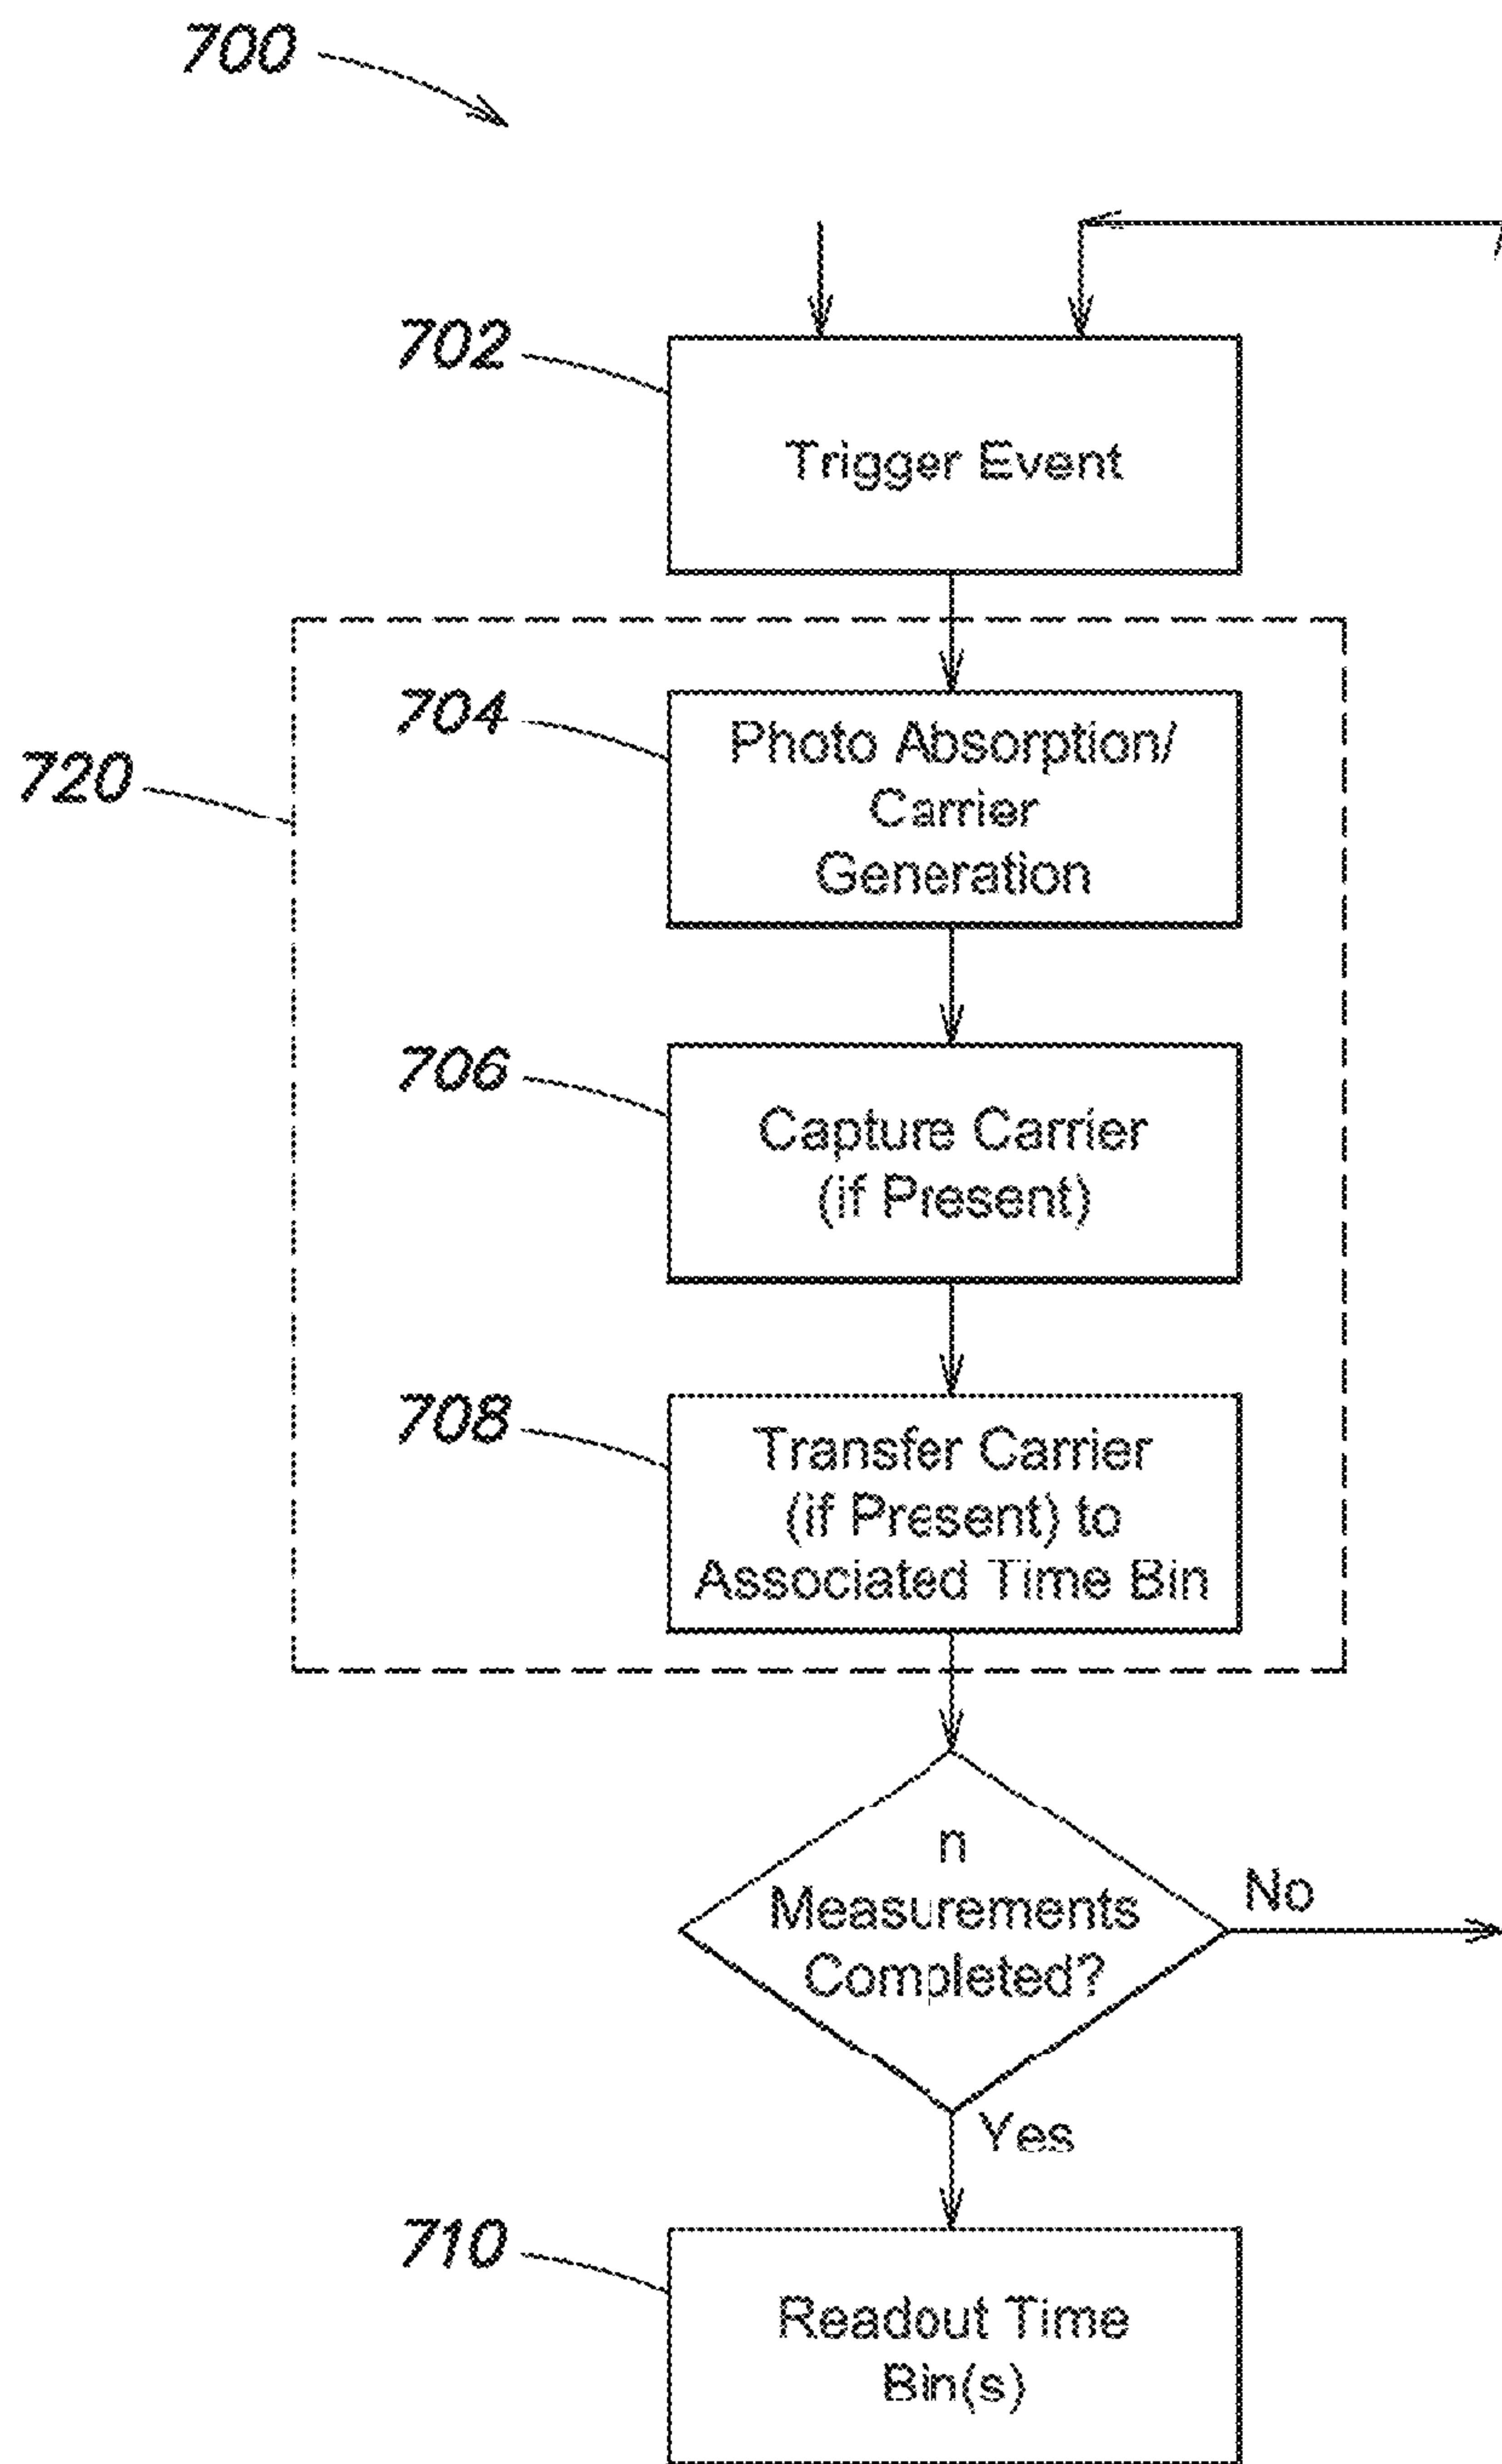 700
702
Trigger Event
704
720
Photo Absorption/
Carrier
Generation
706
Capture Carrier
(if Present)
708
Transfer Carrier
(if Present) to
Associated Time Bin
n
Measurements
Completed?
No
Yes
710
Readout Time
Bin(s)